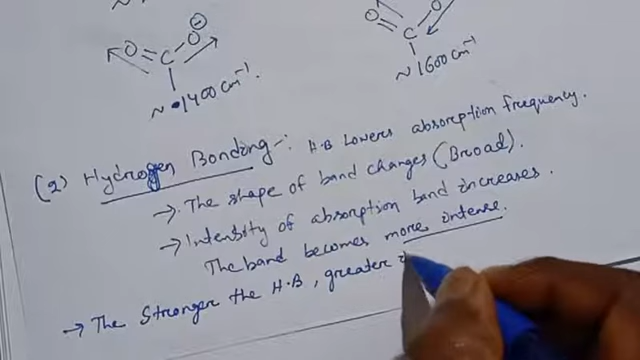 O=C-O⊖
~1400 cm⁻¹.
O=C-O
~1600 cm⁻¹
(2) Hydrogen Bonding -: H-B Lowers absorption frequency.
→ The shape of band changes (Broad).
→ Intensity of absorption band increases.
The band becomes more intense.
→ The Stronger the H-B, greater